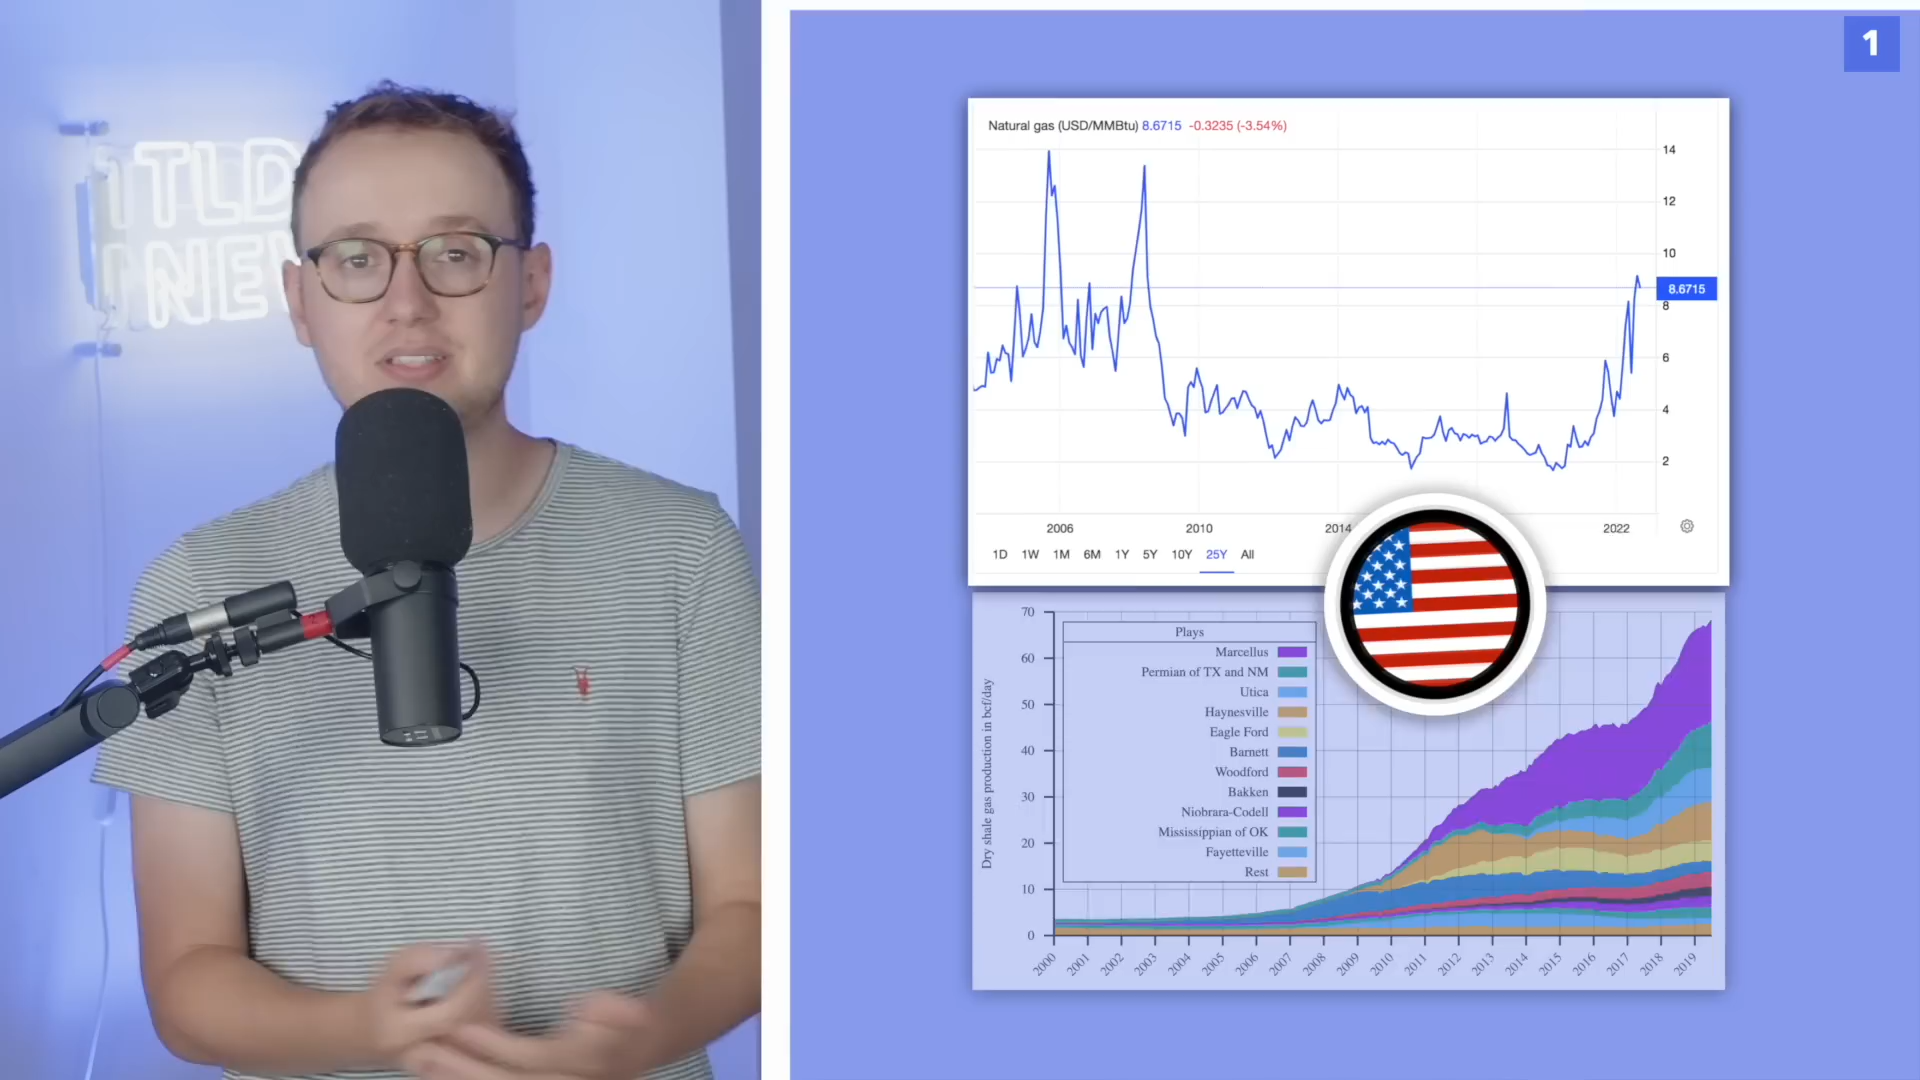 TLD
NEW
1
Natural gas (USD/MMBtu) 8.6715 -0.3235 (-3.54%)
14
12
10
8.6715
8
6
4
2
2006 2010 2014 2022
1D 1W 1M 6M 1Y 5Y 10Y 25Y All
Dry shale gas production in bcf/day
70
60
50
40
30
20
10
0
Plays
Marcellus
Permian of TX and NM
Utica
Haynesville
Eagle Ford
Barnett
Woodford
Bakken
Niobrara-Codell
Mississippian of OK
Fayetteville
Rest
2000 2001 2002 2003 2004 2005 2006 2007 2008 2009 2010 2011 2012 2013 2014 2015 2016 2017 2018 2019
2